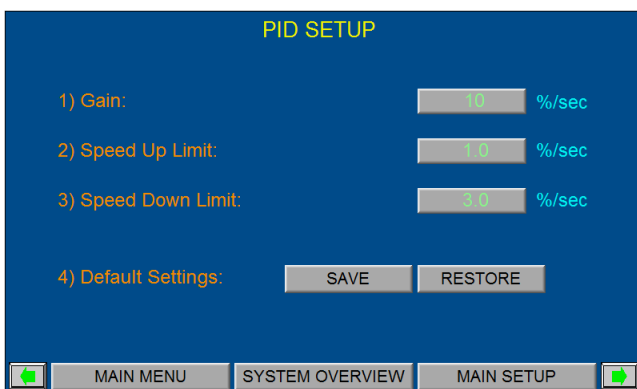 PID SETUP
1) Gain: 10 %/sec
2) Speed Up Limit: 1.0 %/sec
3) Speed Down Limit: 3.0 %/sec
4) Default Settings: SAVE RESTORE
MAIN MENU SYSTEM OVERVIEW MAIN SETUP